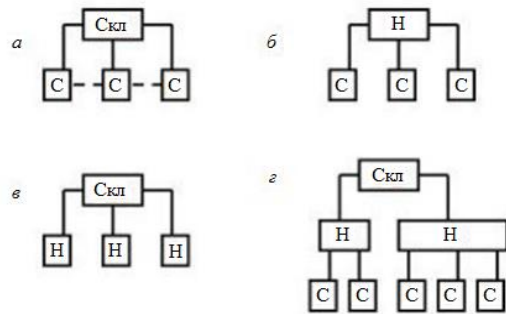 а
Скл
С С С
б
Н
С С С
в
Скл
Н Н Н
г
Скл
Н Н
С С С С С